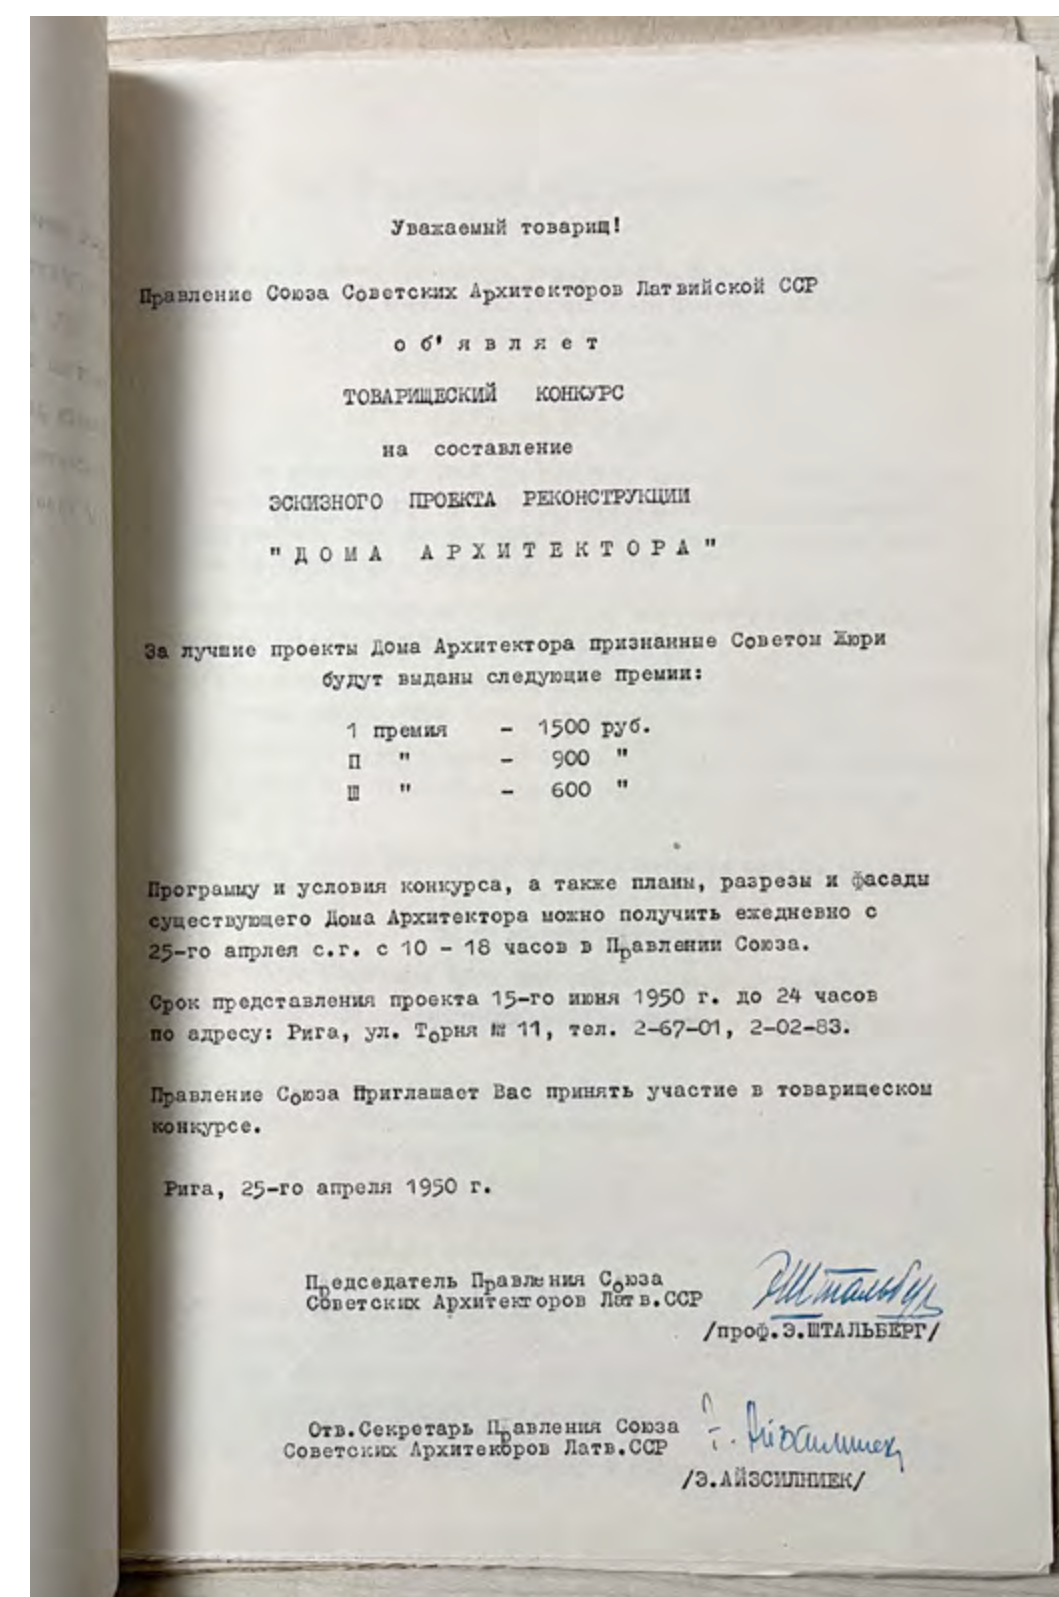 Уважаемый товарищ!
Правление Союза Советских Архитекторов Латвийской ССР
о б' я в л я е т
ТОВАРИЩЕСКИЙ КОНКУРС
на составление
ЭСКИЗНОГО ПРОЕКТА РЕКОНСТРУКЦИИ
" Д О М А А Р Х И Т Е К Т О Р А "
За лучшие проекты Дома Архитектора признанные Советом Жюри
будут выданы следующие премии:
1 премия - 1500 руб.
П " - 900 "
Ш " - 600 "
Программу и условия конкурса, а также планы, разрезы и фасады
существующего Дома Архитектора можно получить ежедневно с
25-го апрлея с.г. с 10 - 18 часов в Правлении Союза.
Срок представления проекта 15-го июня 1950 г. до 24 часов
по адресу: Рига, ул. Торня № 11, тел. 2-67-01, 2-02-83.
Правление Союза Приглашает Вас принять участие в товарищеском
конкурсе.
Рига, 25-го апреля 1950 г.
Председатель Правления Союза
Советских Архитекторов Латв.ССР
Э.Штальберг
/проф.Э.ШТАЛЬБЕРГ/
Отв.Секретарь Правления Союза
Советских Архитекоров Латв.ССР
Айзсилниек
/Э.АЙЗСИЛНИЕК/